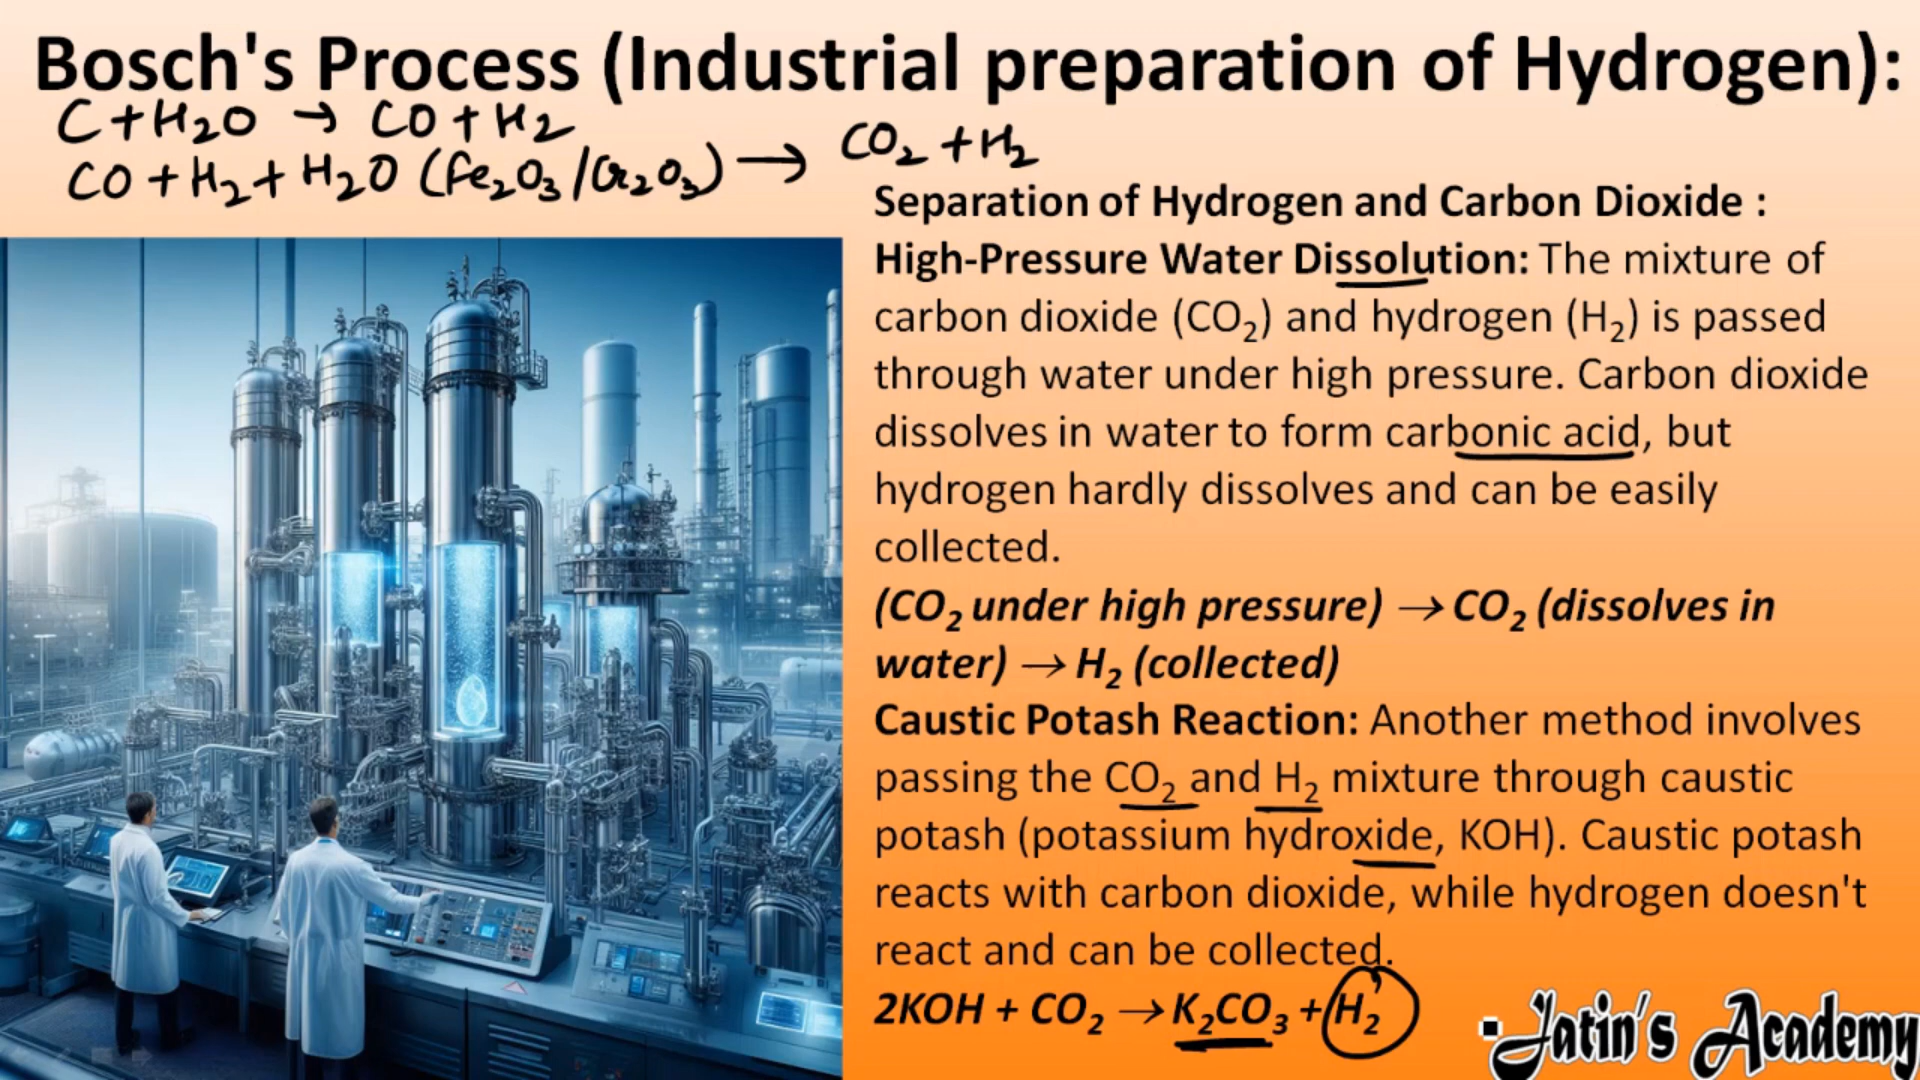 Bosch's Process (Industrial preparation of Hydrogen):
C + H₂O → CO + H₂
CO + H₂ + H₂O (Fe₂O₃/Cr₂O₃) → CO₂ + H₂
Separation of Hydrogen and Carbon Dioxide :
High-Pressure Water Dissolution: The mixture of
carbon dioxide (CO₂) and hydrogen (H₂) is passed
through water under high pressure. Carbon dioxide
dissolves in water to form carbonic acid, but
hydrogen hardly dissolves and can be easily
collected.
(CO₂ under high pressure) → CO₂ (dissolves in
water) → H₂ (collected)
Caustic Potash Reaction: Another method involves
passing the CO₂ and H₂ mixture through caustic
potash (potassium hydroxide, KOH). Caustic potash
reacts with carbon dioxide, while hydrogen doesn't
react and can be collected.
2KOH + CO₂ → K₂CO₃ + H₂
Jatin's Academy